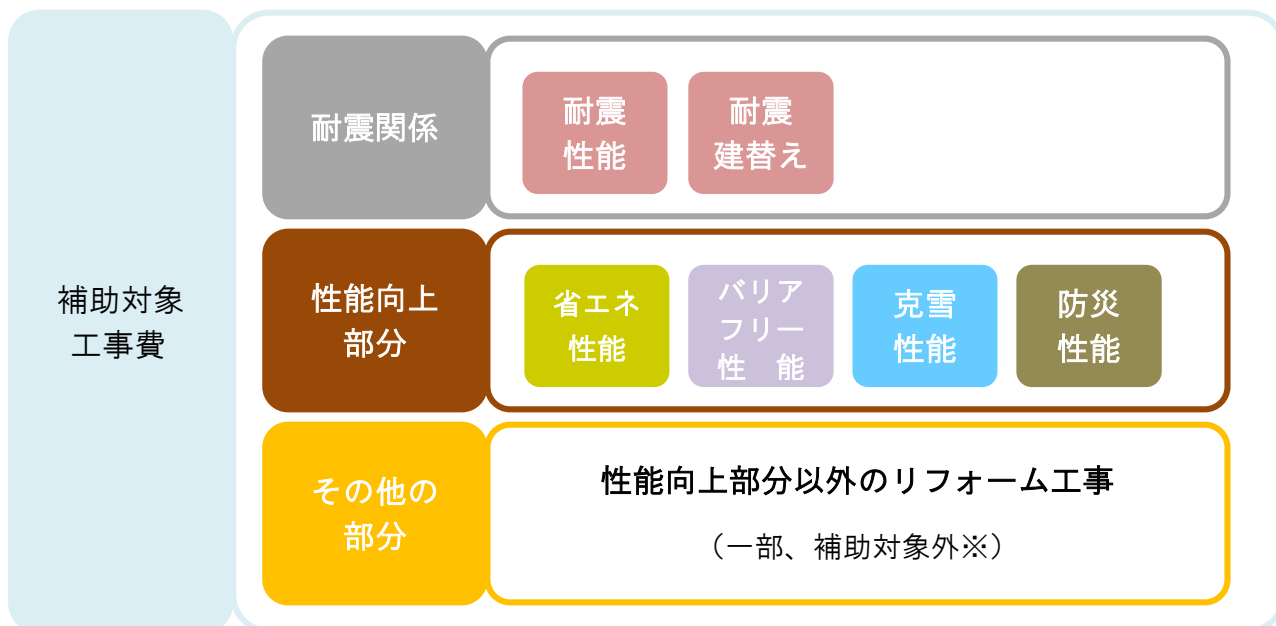 補助対象
工事費
耐震関係
耐震
性能
耐震
建替え
性能向上
部分
省エネ
性能
バリア
フリー
性　能
克雪
性能
防災
性能
その他の
部分
性能向上部分以外のリフォーム工事
（一部、補助対象外※）